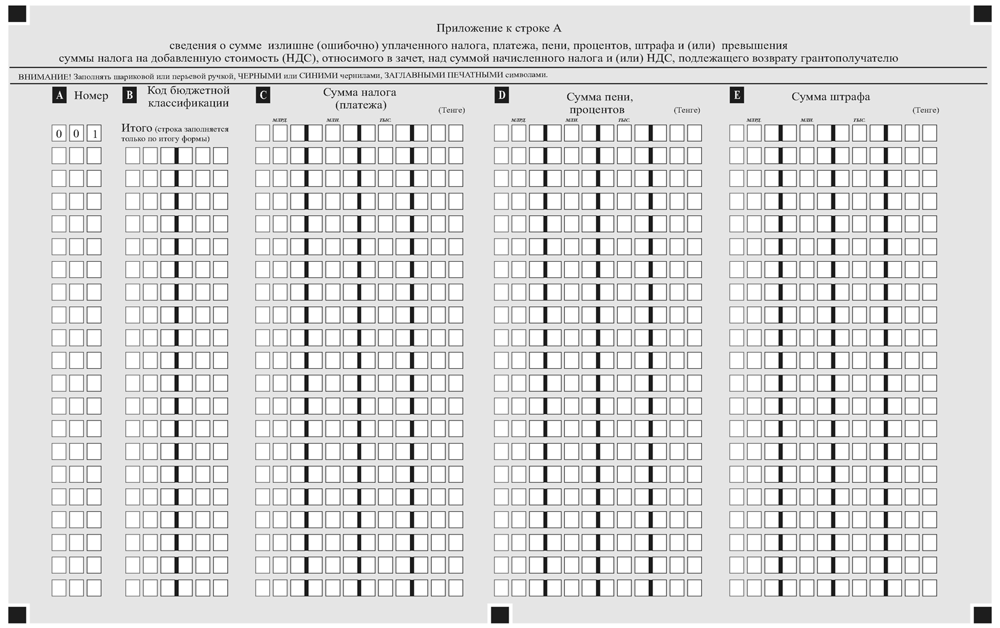 Приложение к строке А
сведения о сумме излишне (ошибочно) уплаченного налога, платежа, пени, процентов, штрафа и (или) превышения
суммы налога на добавленную стоимость (НДС), относимого в зачет, над суммой начисленного налога и (или) НДС, подлежащего возврату грантополучателю
ВНИМАНИЕ! Заполнять шариковой или перьевой ручкой, ЧЕРНЫМИ или СИНИМИ чернилами, ЗАГЛАВНЫМИ ПЕЧАТНЫМИ символами.
A Номер
B Код бюджетной
классификации
C Сумма налога
(платежа)
(Тенге)
D Сумма пени,
процентов
(Тенге)
E Сумма штрафа
(Тенге)
МЛРД. МЛН. ТЫС. МЛРД. МЛН. ТЫС. МЛРД. МЛН. ТЫС.
0 0 1 Итого (строка заполняется
только по итогу формы)